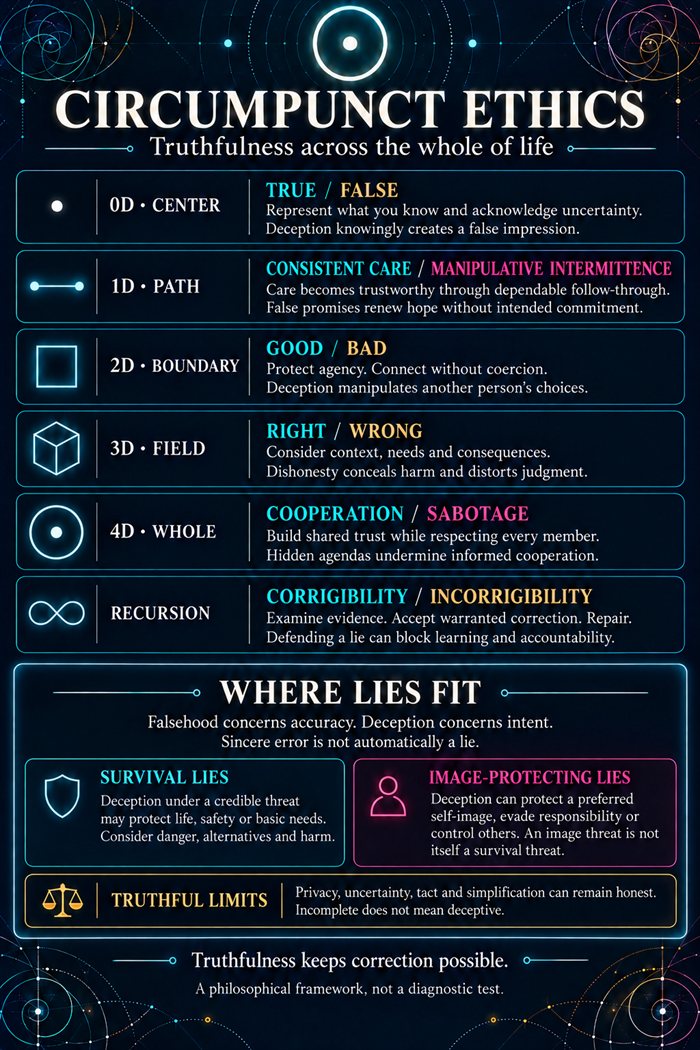 CIRCUMPUNCT ETHICS
Truthfulness across the whole of life
0D • CENTER
TRUE / FALSE
Represent what you know and acknowledge uncertainty.
Deception knowingly creates a false impression.
1D • PATH
CONSISTENT CARE / MANIPULATIVE INTERMITTENCE
Care becomes trustworthy through dependable follow-through.
False promises renew hope without intended commitment.
2D • BOUNDARY
GOOD / BAD
Protect agency. Connect without coercion.
Deception manipulates another person's choices.
3D • FIELD
RIGHT / WRONG
Consider context, needs and consequences.
Dishonesty conceals harm and distorts judgment.
4D • WHOLE
COOPERATION / SABOTAGE
Build shared trust while respecting every member.
Hidden agendas undermine informed cooperation.
RECURSION
CORRIGIBILITY / INCORRIGIBILITY
Examine evidence. Accept warranted correction. Repair.
Defending a lie can block learning and accountability.
WHERE LIES FIT
Falsehood concerns accuracy. Deception concerns intent.
Sincere error is not automatically a lie.
SURVIVAL LIES
Deception under a credible threat
may protect life, safety or basic needs.
Consider danger, alternatives and harm.
IMAGE-PROTECTING LIES
Deception can protect a preferred
self-image, evade responsibility or
control others. An image threat is not
itself a survival threat.
TRUTHFUL LIMITS
Privacy, uncertainty, tact and simplification can remain honest.
Incomplete does not mean deceptive.
Truthfulness keeps correction possible.
A philosophical framework, not a diagnostic test.